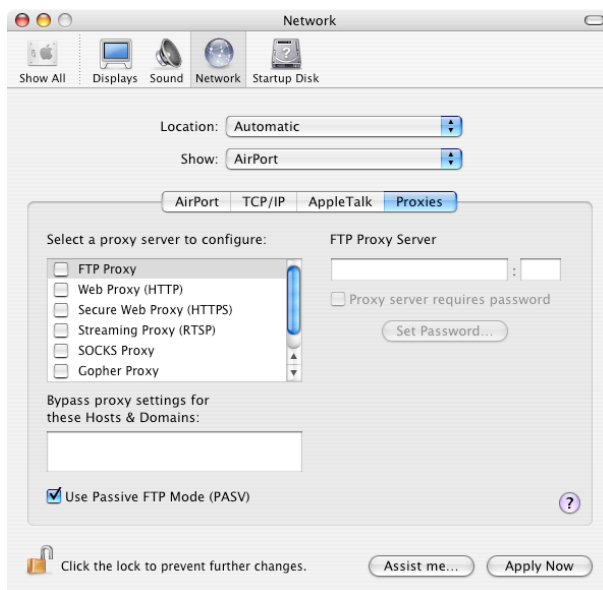 Network
Show All Displays Sound Network Startup Disk
Location: Automatic
Show: AirPort
AirPort TCP/IP AppleTalk Proxies
Select a proxy server to configure: FTP Proxy Server
FTP Proxy
:
Web Proxy (HTTP)
Secure Web Proxy (HTTPS) Proxy server requires password
Streaming Proxy (RTSP) Set Password...
SOCKS Proxy
Gopher Proxy
Bypass proxy settings for
these Hosts & Domains:
Use Passive FTP Mode (PASV) ?
Click the lock to prevent further changes. Assist me... Apply Now